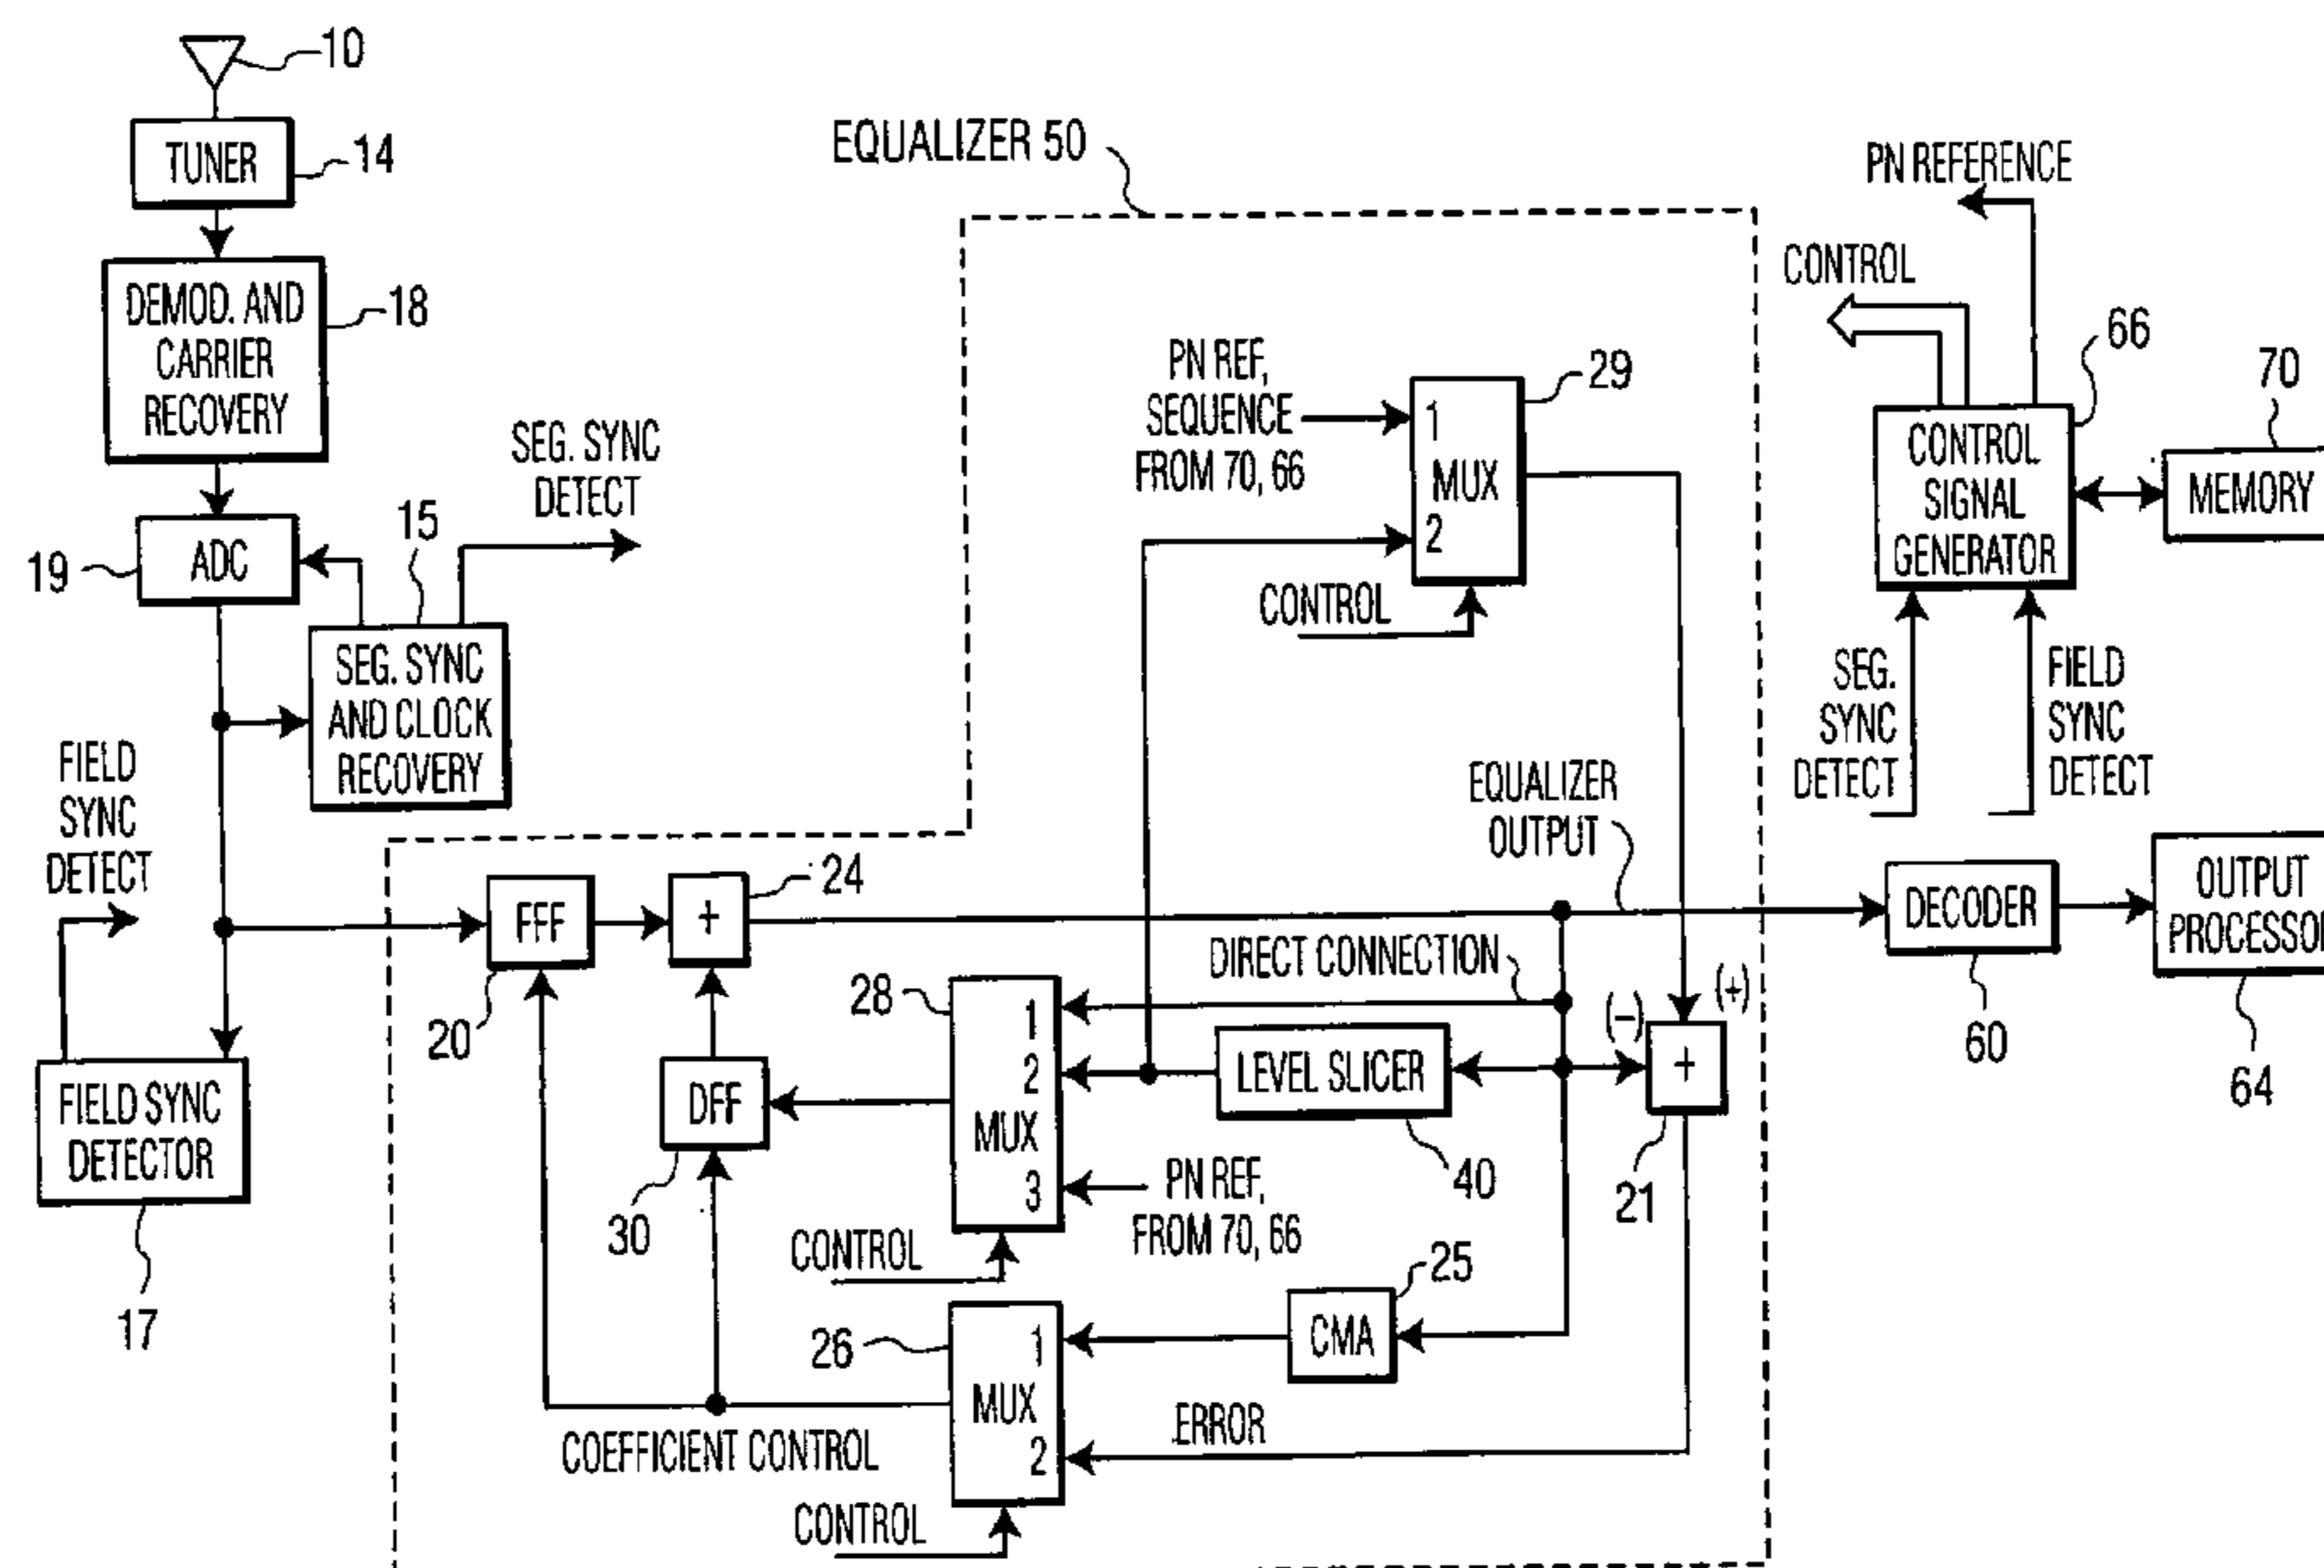 10
TUNER
14
DEMOD. AND
CARRIER
RECOVERY
18
SEG. SYNC
DETECT
15
ADC
19
SEG. SYNC
AND CLOCK
RECOVERY
FIELD
SYNC
DETECT
FIELD SYNC
DETECTOR
17
EQUALIZER 50
PN REF,
SEQUENCE
FROM 70, 66
1
MUX
2
29
CONTROL
EQUALIZER
OUTPUT
FFF
20
+
24
DIRECT CONNECTION
28
1
2
MUX
3
LEVEL SLICER
40
(-)
(+)
+
21
DFF
30
PN REF,
FROM 70, 66
CONTROL
25
CMA
26
1
MUX
2
ERROR
COEFFICIENT CONTROL
CONTROL
PN REFERENCE
CONTROL
66
CONTROL
SIGNAL
GENERATOR
70
MEMORY
SEG.
SYNC
DETECT
FIELD
SYNC
DETECT
DECODER
60
OUTPUT
PROCESSOR
64